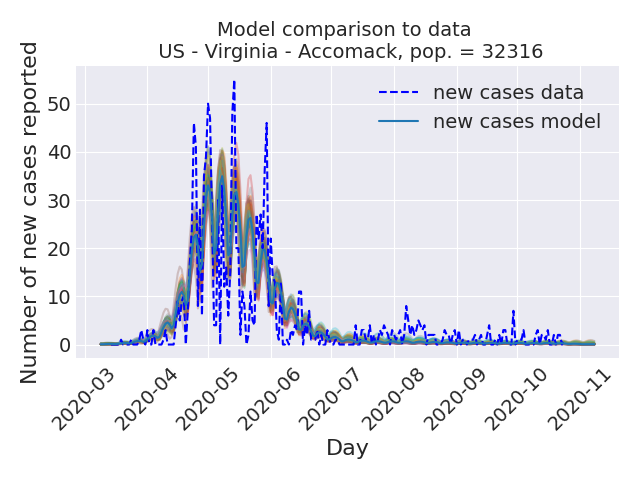 Model comparison to data
US - Virginia - Accomack, pop. = 32316
Number of new cases reported
50
40
30
20
10
0
new cases data
new cases model
2020-03
2020-04
2020-05
2020-06
2020-07
2020-08
2020-09
2020-10
2020-11
Day